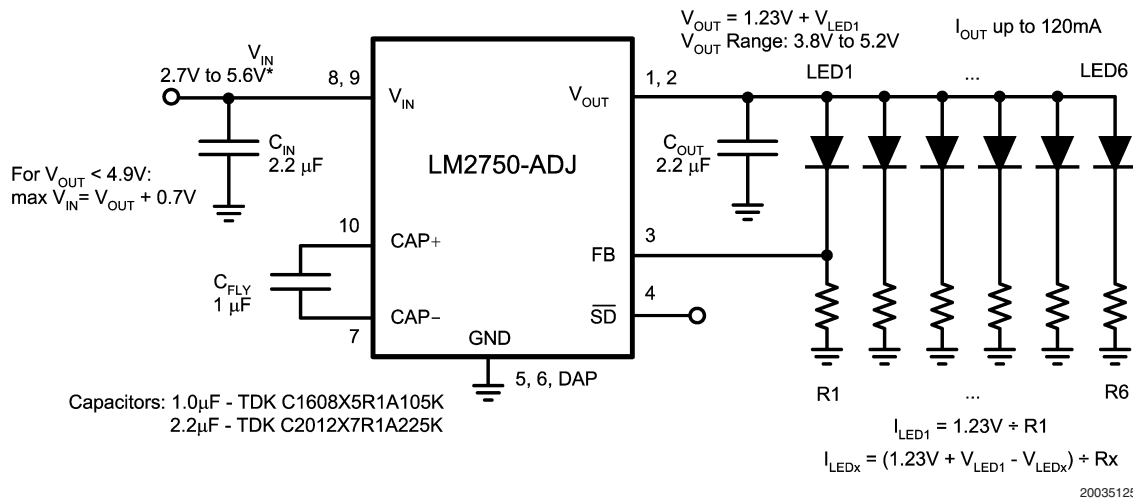 V_OUT = 1.23V + V_LED1
V_OUT Range: 3.8V to 5.2V
I_OUT up to 120mA
V_IN
2.7V to 5.6V*
8, 9
V_IN
V_OUT
1, 2
LED1
...
LED6
C_IN
2.2 μF
LM2750-ADJ
C_OUT
2.2 μF
For V_OUT < 4.9V:
max V_IN= V_OUT + 0.7V
10
CAP+
FB
3
C_FLY
1 μF
4
CAP−
S̅D̅
7
GND
5, 6, DAP
R1
...
R6
Capacitors: 1.0μF - TDK C1608X5R1A105K
2.2μF - TDK C2012X7R1A225K
I_LED1 = 1.23V ÷ R1
I_LEDx = (1.23V + V_LED1 - V_LEDx) ÷ Rx
20035125